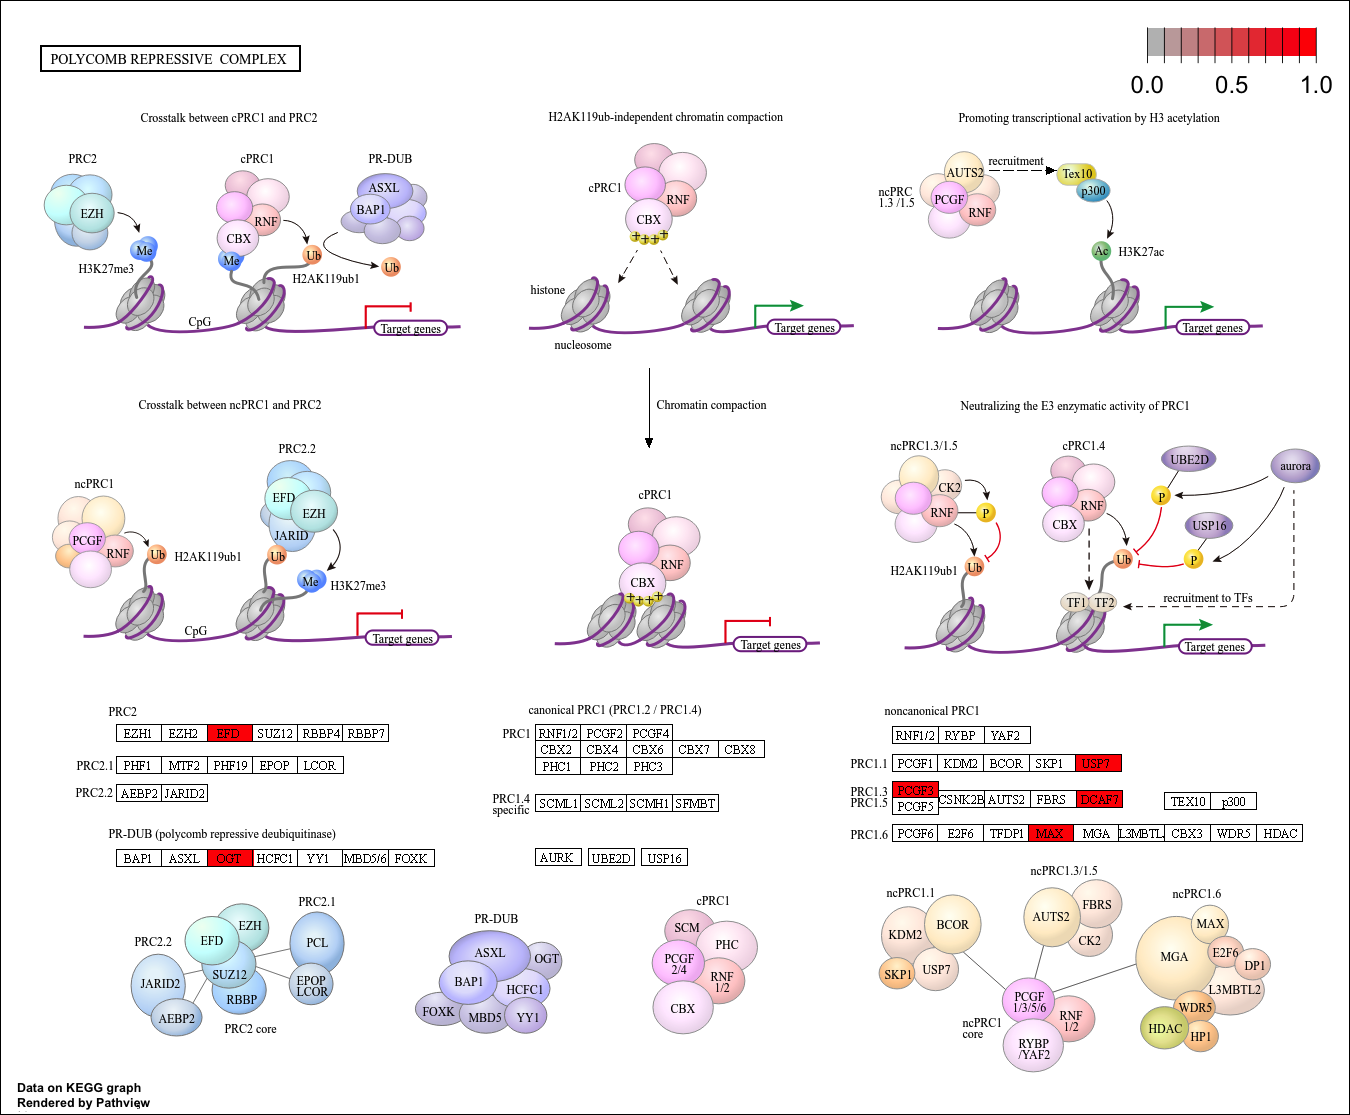 POLYCOMB REPRESSIVE COMPLEX
0.0 0.5 1.0
Crosstalk between cPRC1 and PRC2
PRC2
cPRC1
PR-DUB
EZH
RNF
CBX
ASXL
BAP1
Me
Me
Ub
Ub
H3K27me3
H2AK119ub1
CpG
Target genes
H2AK119ub-independent chromatin compaction
cPRC1
RNF
CBX
++++
histone
nucleosome
Target genes
Promoting transcriptional activation by H3 acetylation
ncPRC
1.3 /1.5
AUTS2
PCGF
RNF
recruitment
Tex10
p300
Ac
H3K27ac
Target genes
Crosstalk between ncPRC1 and PRC2
ncPRC1
PCGF
RNF
Ub
H2AK119ub1
PRC2.2
EFD
EZH
JARID
Ub
Me
H3K27me3
CpG
Target genes
Chromatin compaction
cPRC1
RNF
CBX
++++
Target genes
Neutralizing the E3 enzymatic activity of PRC1
ncPRC1.3/1.5
CK2
RNF
P
H2AK119ub1
Ub
cPRC1.4
RNF
CBX
UBE2D
P
USP16
P
aurora
Ub
TF1
TF2
recruitment to TFs
Target genes
PRC2
EZH1 EZH2 EFD SUZ12 RBBP4 RBBP7
PRC2.1 PHF1 MTF2 PHF19 EPOP LCOR
PRC2.2 AEBP2 JARID2
PR-DUB (polycomb repressive deubiquitinase)
BAP1 ASXL OGT HCFC1 YY1 MBD5/6 FOXK
canonical PRC1 (PRC1.2 / PRC1.4)
PRC1 RNF1/2 PCGF2 PCGF4
CBX2 CBX4 CBX6 CBX7 CBX8
PHC1 PHC2 PHC3
PRC1.4
specific
SCML1 SCML2 SCMH1 SFMBT
AURK UBE2D USP16
noncanonical PRC1
RNF1/2 RYBP YAF2
PRC1.1 PCGF1 KDM2 BCOR SKP1 USP7
PRC1.3 PCGF3
PRC1.5 PCGF5 CSNK2B AUTS2 FBRS DCAF7 TEX10 p300
PRC1.6 PCGF6 E2F6 TFDP1 MAX MGA L3MBTL CBX3 WDR5 HDAC
PRC2.1
PRC2.2
EZH
EFD
PCL
SUZ12
JARID2
RBBP
EPOP
LCOR
AEBP2
PRC2 core
PR-DUB
ASXL
OGT
BAP1
HCFC1
FOXK
MBD5
YY1
cPRC1
SCM
PHC
PCGF
2/4
RNF
1/2
CBX
ncPRC1.1
KDM2
BCOR
SKP1
USP7
ncPRC1.3/1.5
AUTS2
FBRS
CK2
ncPRC1.6
MAX
MGA
E2F6
DP1
L3MBTL2
WDR5
HDAC
HP1
PCGF
1/3/5/6
RNF
1/2
ncPRC1
core
RYBP
/YAF2
Data on KEGG graph
Rendered by Pathview